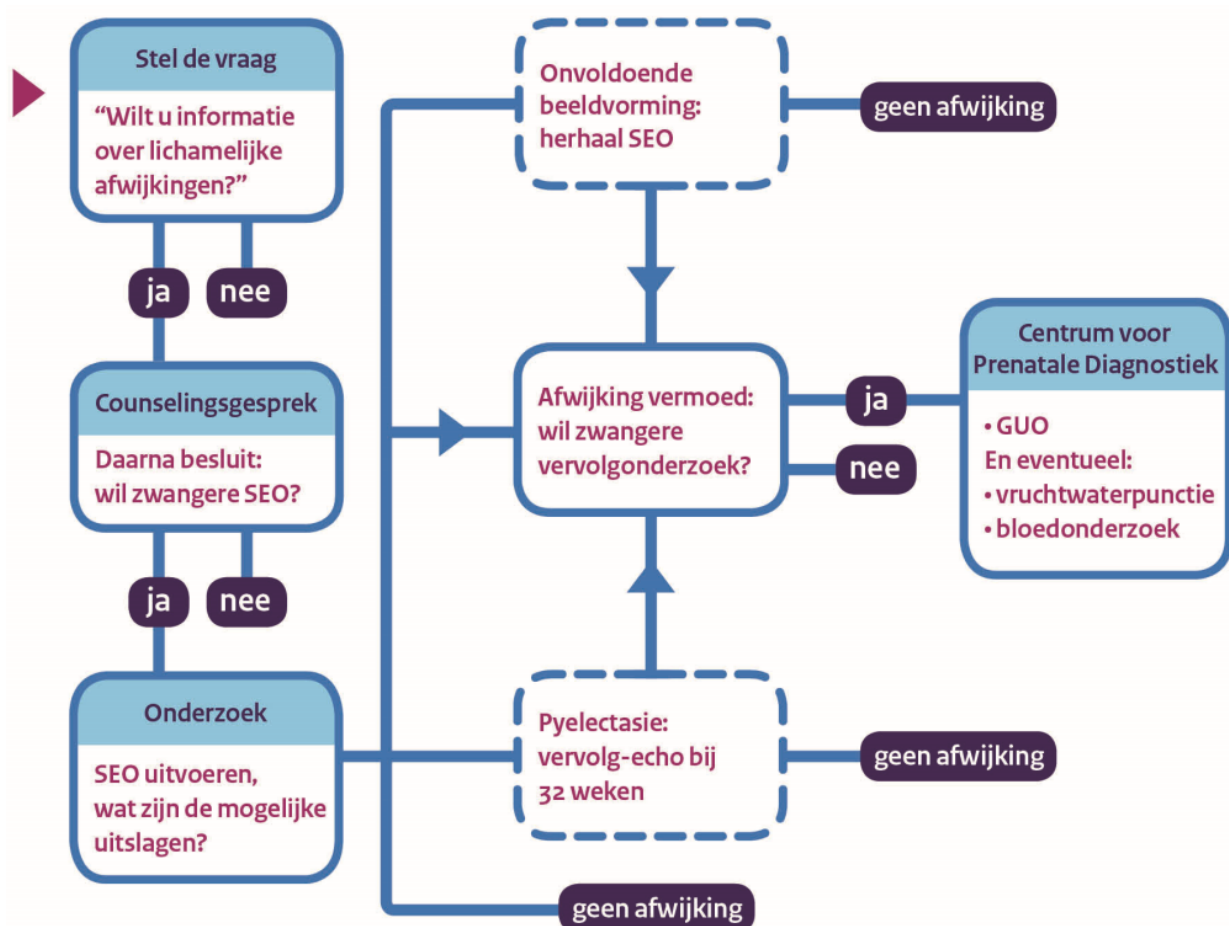 Stel de vraag
“Wilt u informatie
over lichamelijke
afwijkingen?”
ja
nee
Counselingsgesprek
Daarna besluit:
wil zwangere SEO?
ja
nee
Onderzoek
SEO uitvoeren,
wat zijn de mogelijke
uitslagen?
Onvoldoende
beeldvorming:
herhaal SEO
geen afwijking
Afwijking vermoed:
wil zwangere
vervolgonderzoek?
ja
nee
Centrum voor
Prenatale Diagnostiek
• GUO
En eventueel:
• vruchtwaterpunctie
• bloedonderzoek
Pyelectasie:
vervolg-echo bij
32 weken
geen afwijking
geen afwijking